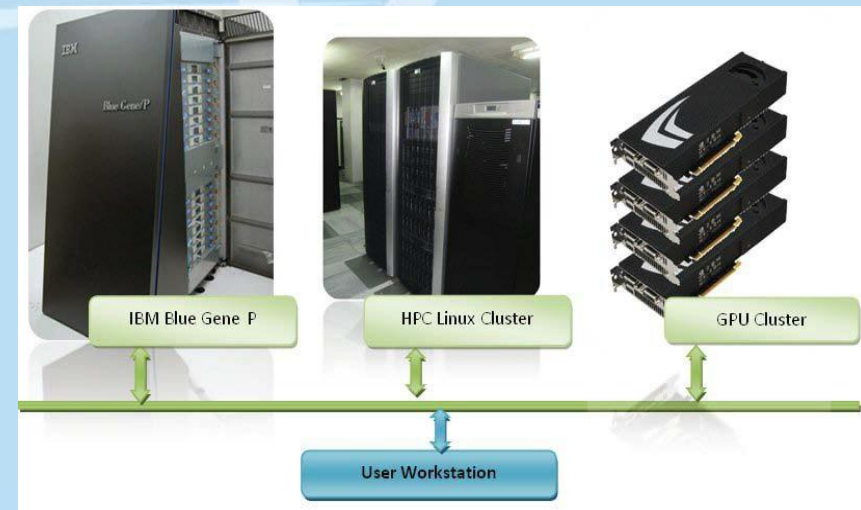 IBM
Blue Gene/P
IBM Blue Gene P
HPC Linux Cluster
GPU Cluster
User Workstation